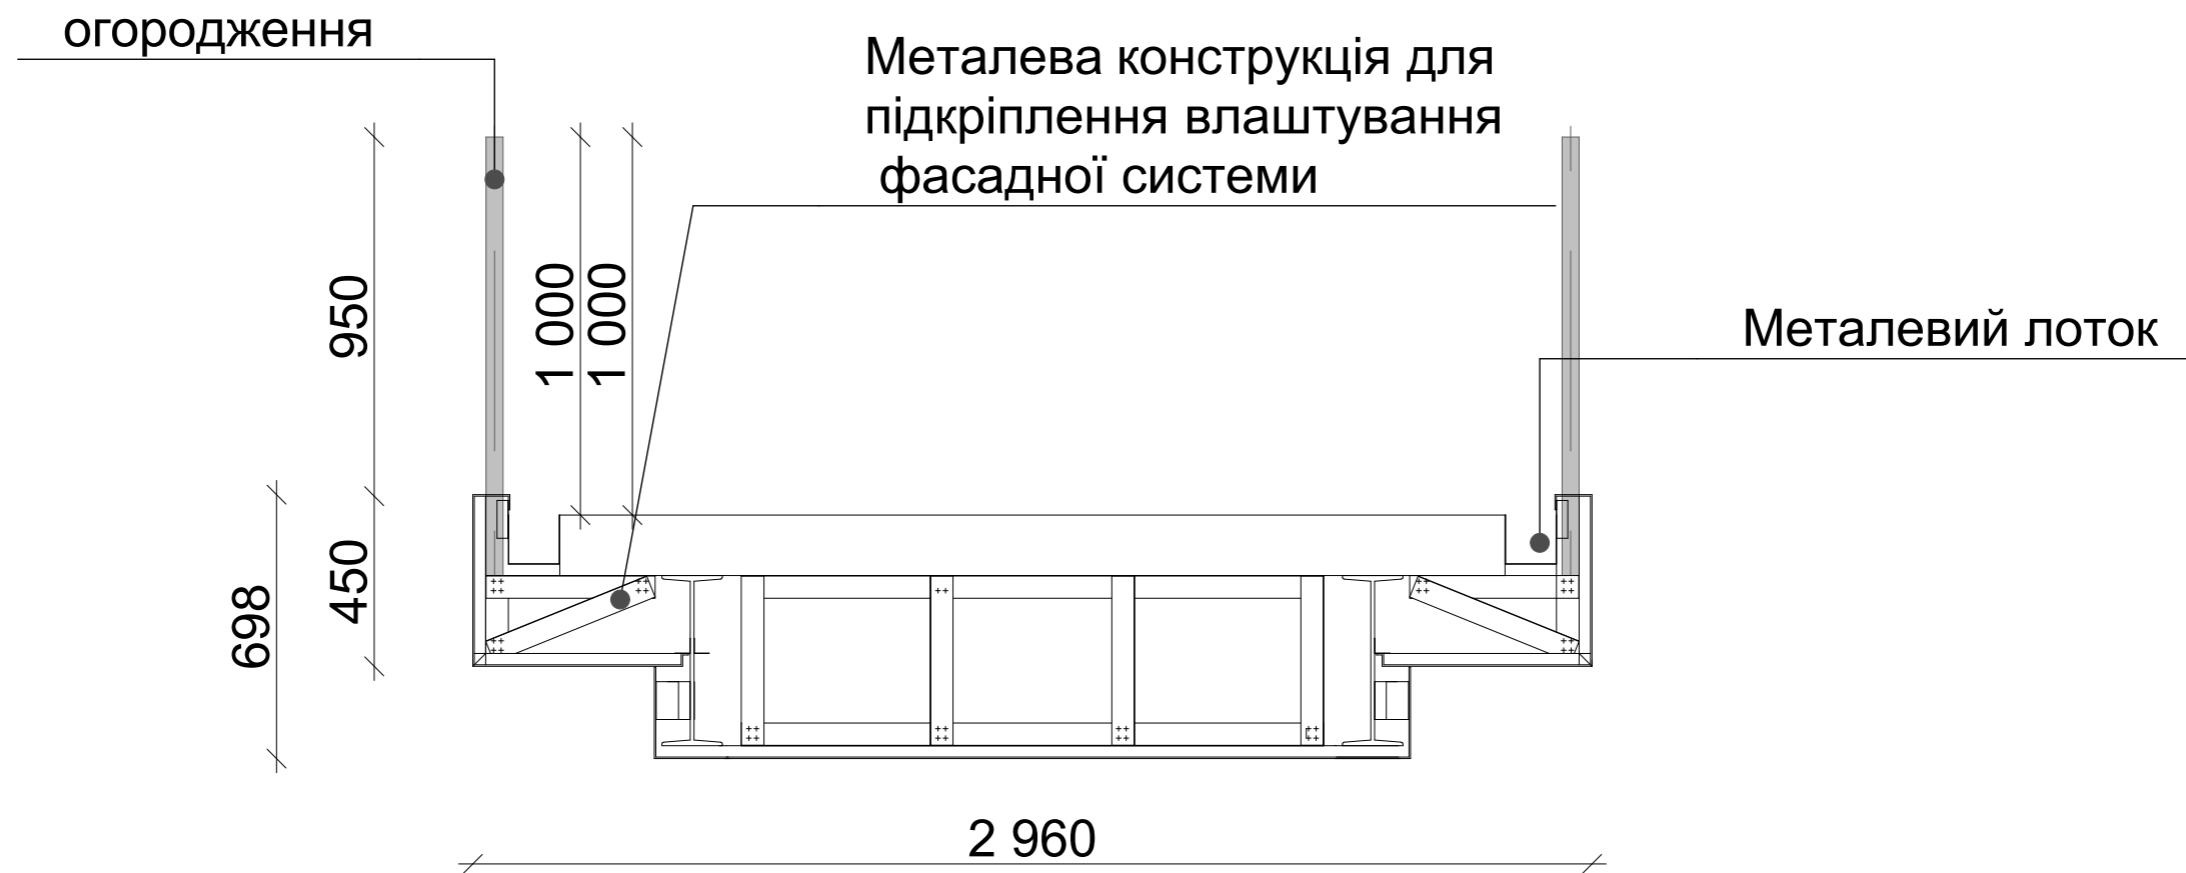 огородження
Металева конструкція для
підкріплення влаштування
фасадної системи
Металевий лоток
950
1 000
1 000
450
698
2 960